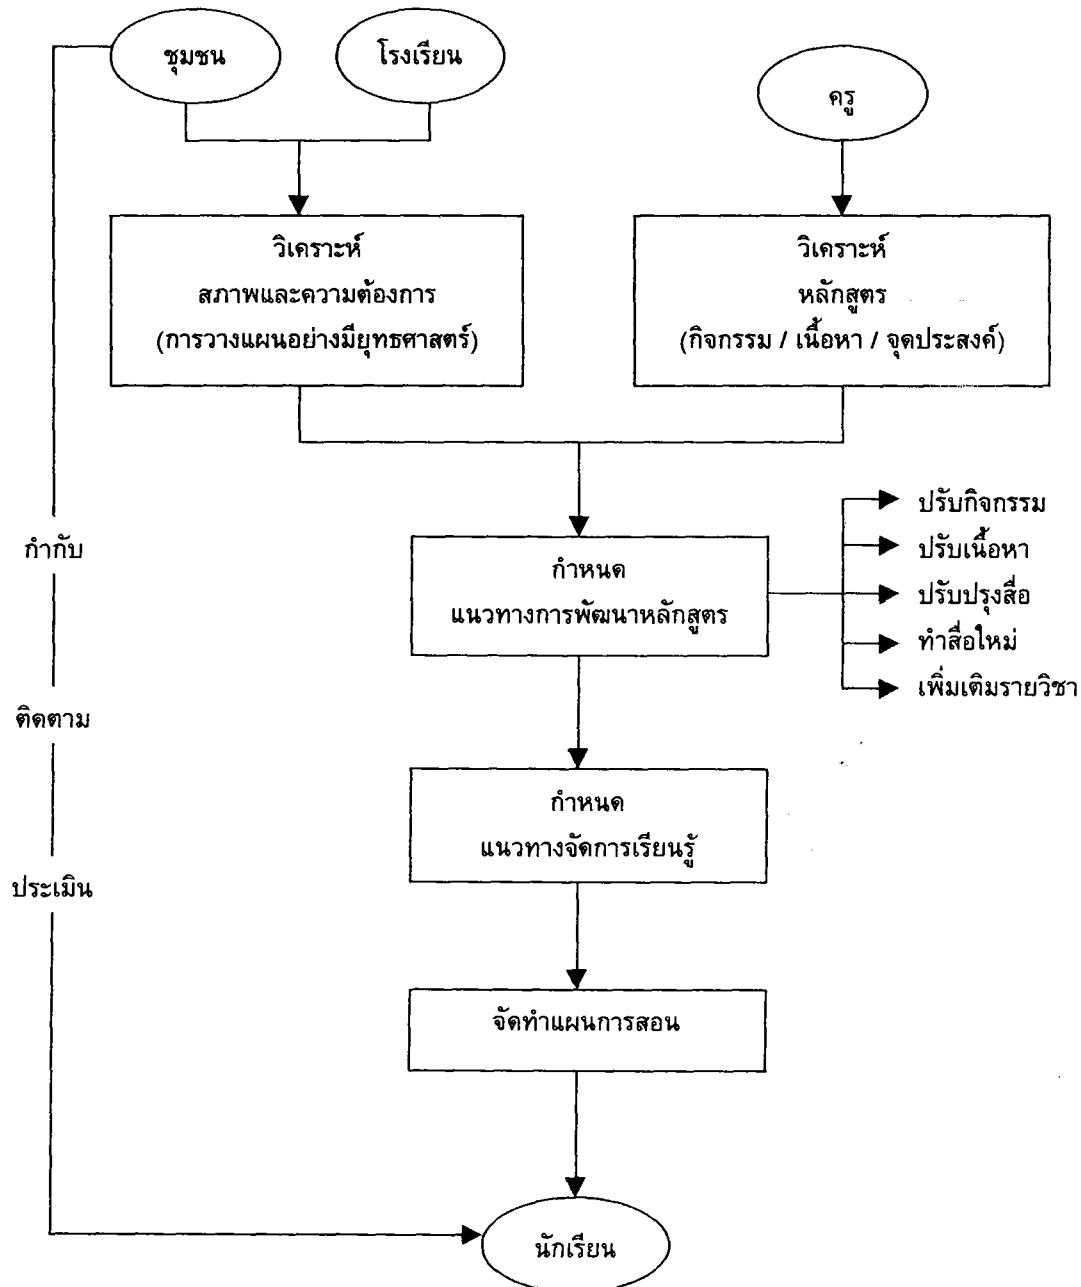 ชุมชน
โรงเรียน
ครู
วิเคราะห์
สภาพและความต้องการ
(การวางแผนอย่างมียุทธศาสตร์)
วิเคราะห์
หลักสูตร
(กิจกรรม / เนื้อหา / จุดประสงค์)
กำหนด
แนวทางการพัฒนาหลักสูตร
ปรับกิจกรรม
ปรับเนื้อหา
ปรับปรุงสื่อ
ทำสื่อใหม่
เพิ่มเติมรายวิชา
กำกับ
ติดตาม
ประเมิน
กำหนด
แนวทางจัดการเรียนรู้
จัดทำแผนการสอน
นักเรียน